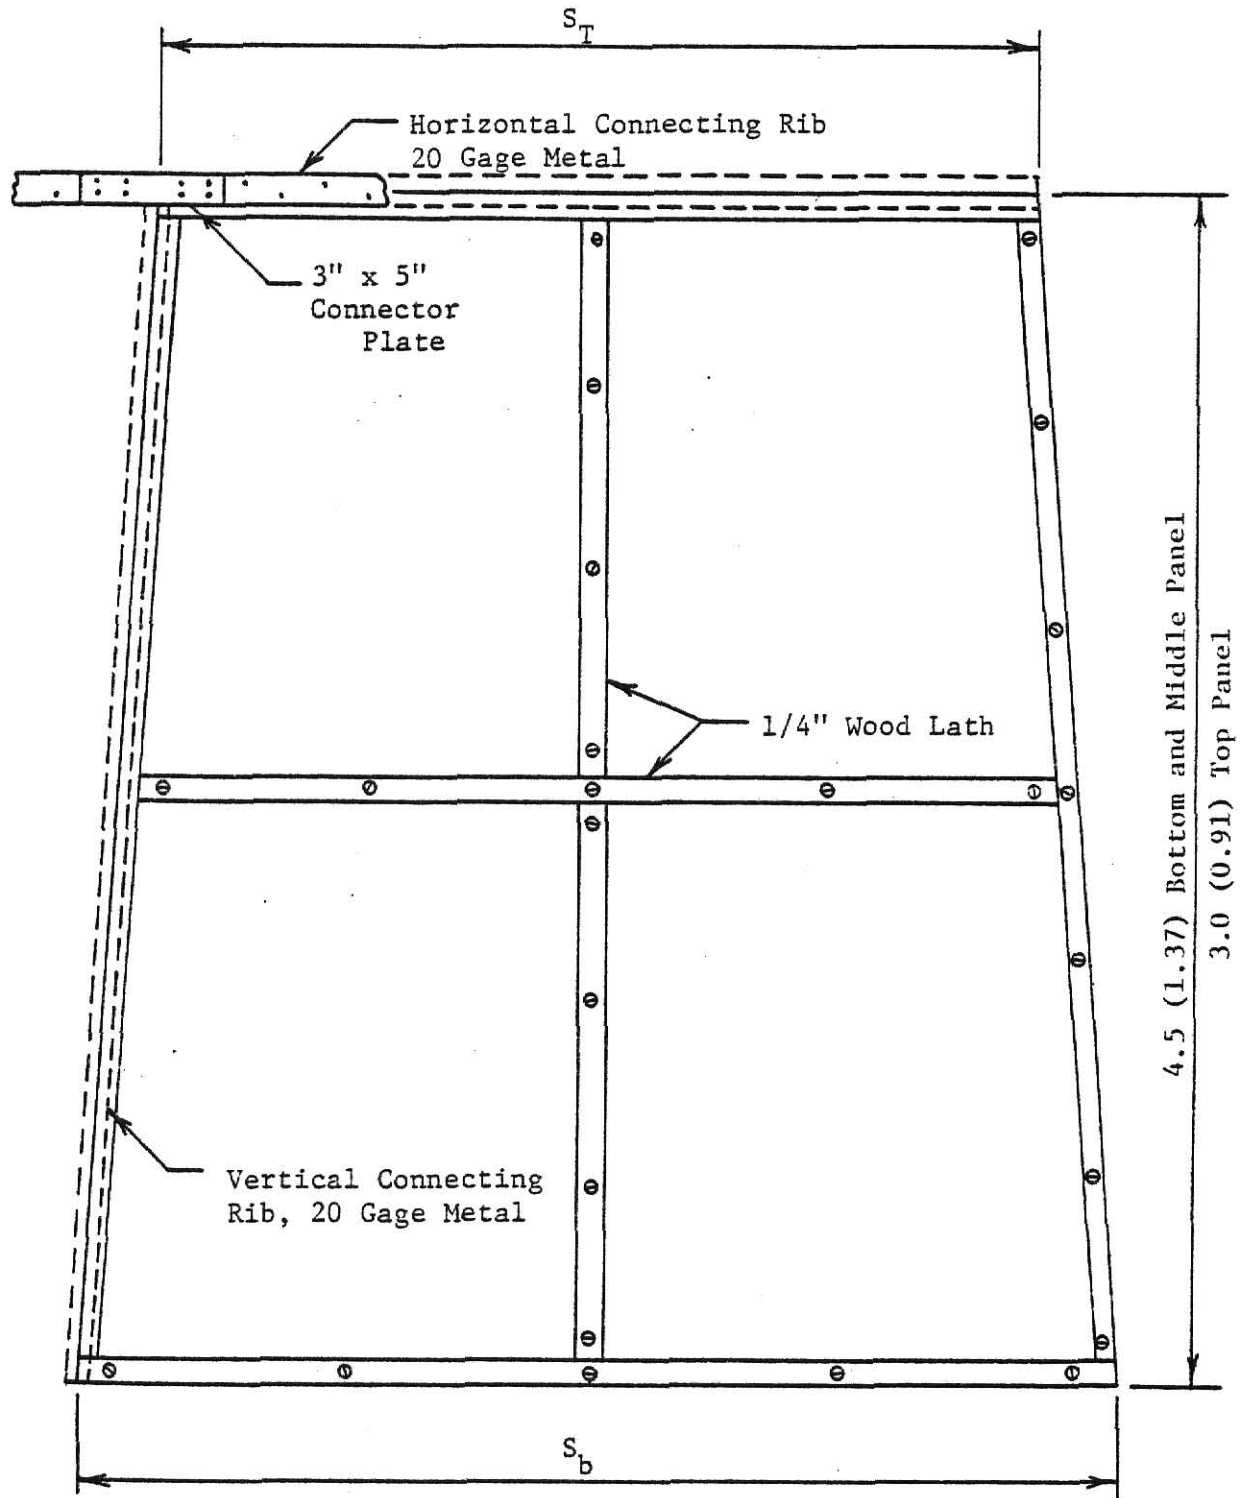 S_T
Horizontal Connecting Rib
20 Gage Metal
3" x 5"
Connector
Plate
1/4" Wood Lath
4.5 (1.37) Bottom and Middle Panel
3.0 (0.91) Top Panel
Vertical Connecting
Rib, 20 Gage Metal
S_b